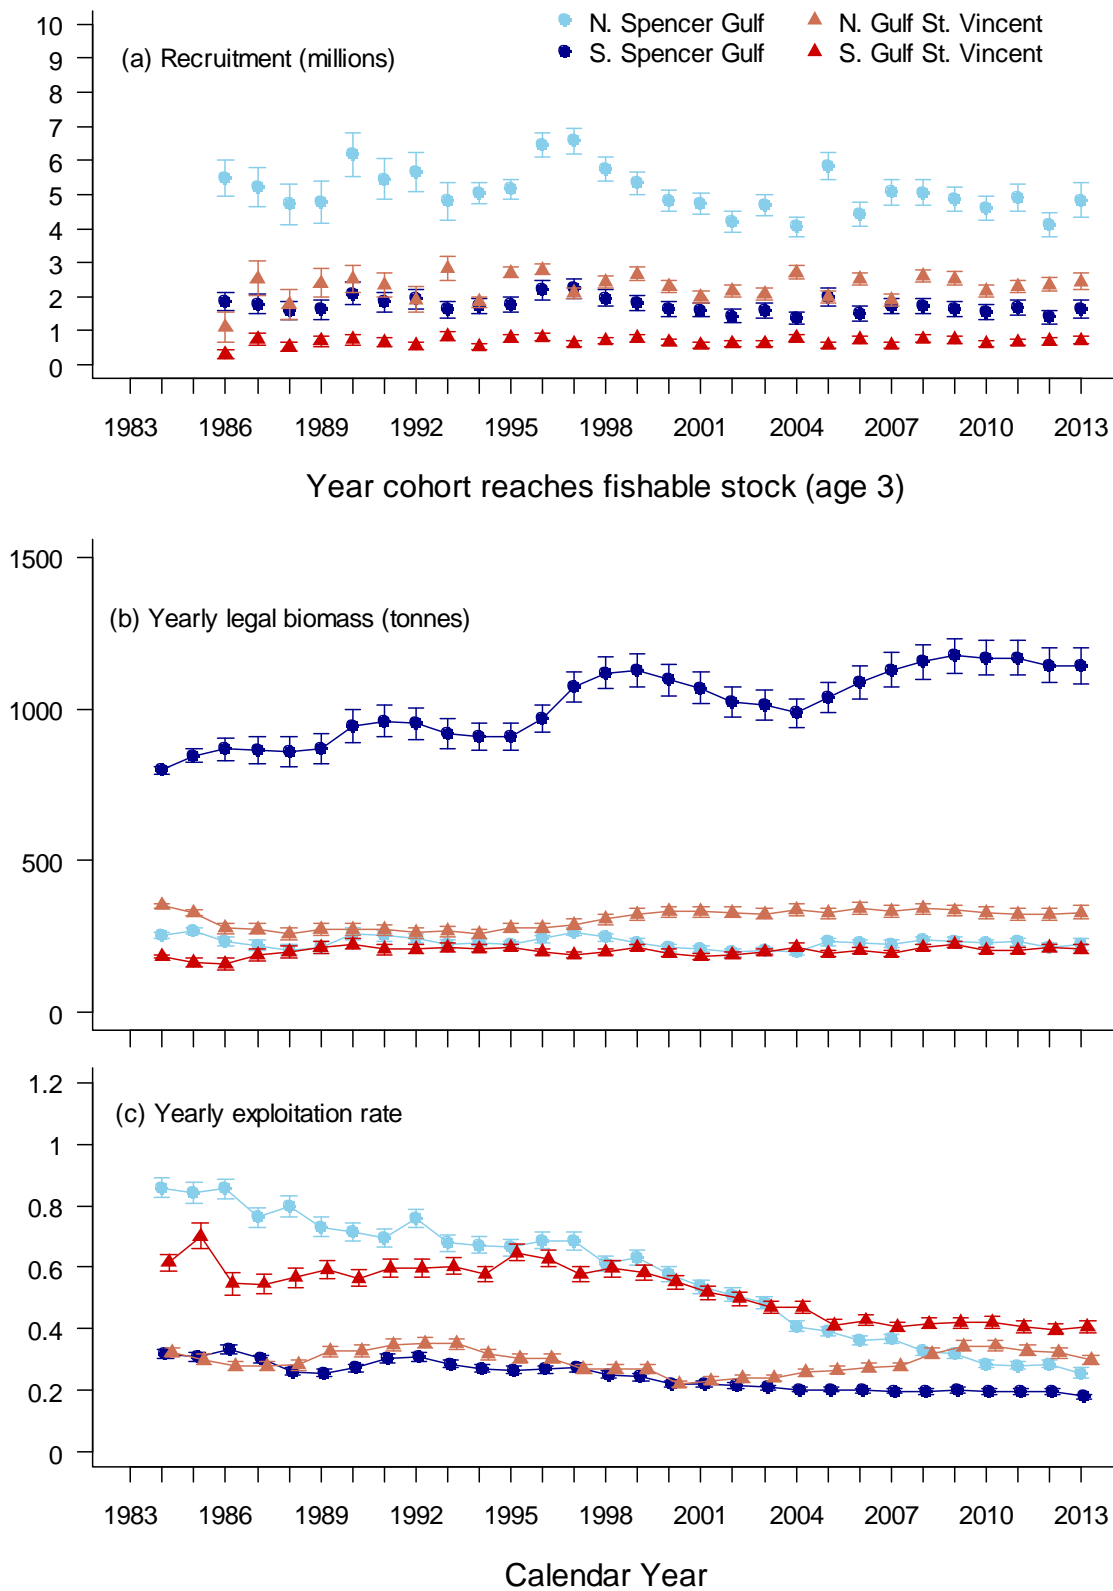 N. Spencer Gulf
N. Gulf St. Vincent
S. Spencer Gulf
S. Gulf St. Vincent
(a) Recruitment (millions)
10
9
8
7
6
5
4
3
2
1
0
1983 1986 1989 1992 1995 1998 2001 2004 2007 2010 2013
Year cohort reaches fishable stock (age 3)
(b) Yearly legal biomass (tonnes)
1500
1000
500
0
(c) Yearly exploitation rate
1.2
1
0.8
0.6
0.4
0.2
0
1983 1986 1989 1992 1995 1998 2001 2004 2007 2010 2013
Calendar Year